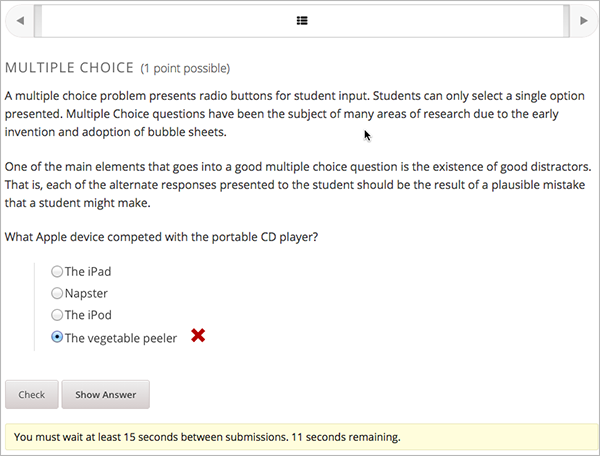 MULTIPLE CHOICE (1 point possible)
A multiple choice problem presents radio buttons for student input. Students can only select a single option
presented. Multiple Choice questions have been the subject of many areas of research due to the early
invention and adoption of bubble sheets.
One of the main elements that goes into a good multiple choice question is the existence of good distractors.
That is, each of the alternate responses presented to the student should be the result of a plausible mistake
that a student might make.
What Apple device competed with the portable CD player?
The iPad
Napster
The iPod
The vegetable peeler
Check Show Answer
You must wait at least 15 seconds between submissions. 11 seconds remaining.